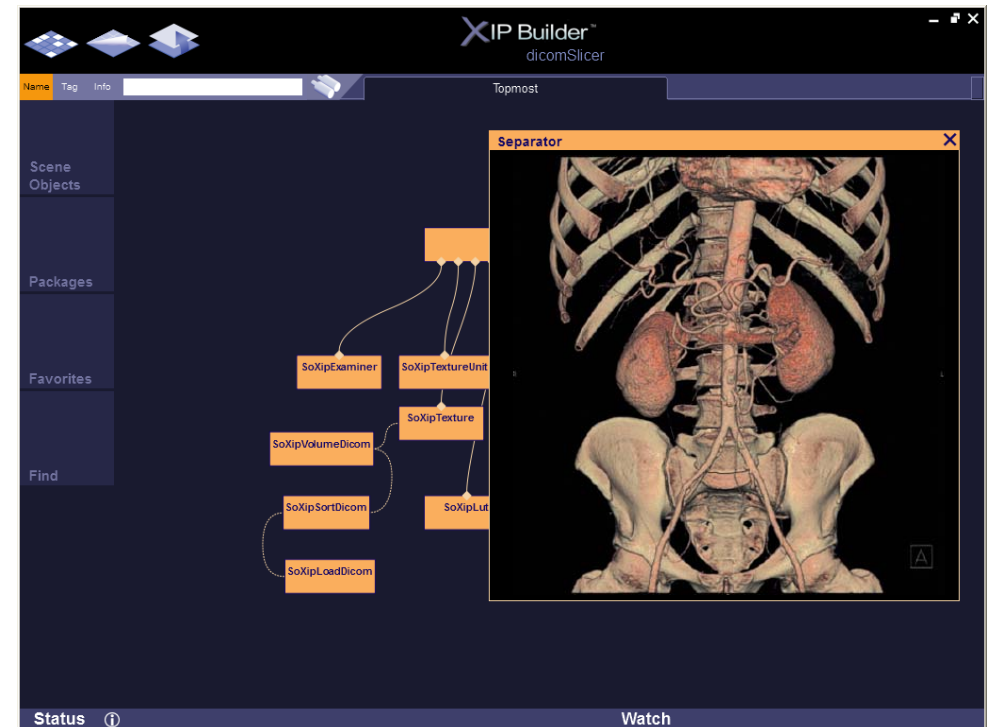 XIP Builder™
dicomSlicer
Name Tag Info
Topmost
Scene
Objects
Packages
Favorites
Find
Separator
SoXipExaminer
SoXipTextureUnit
SoXipTexture
SoXipVolumeDicom
SoXipSortDicom
SoXipLut
SoXipLoadDicom
L
A
Status
Watch